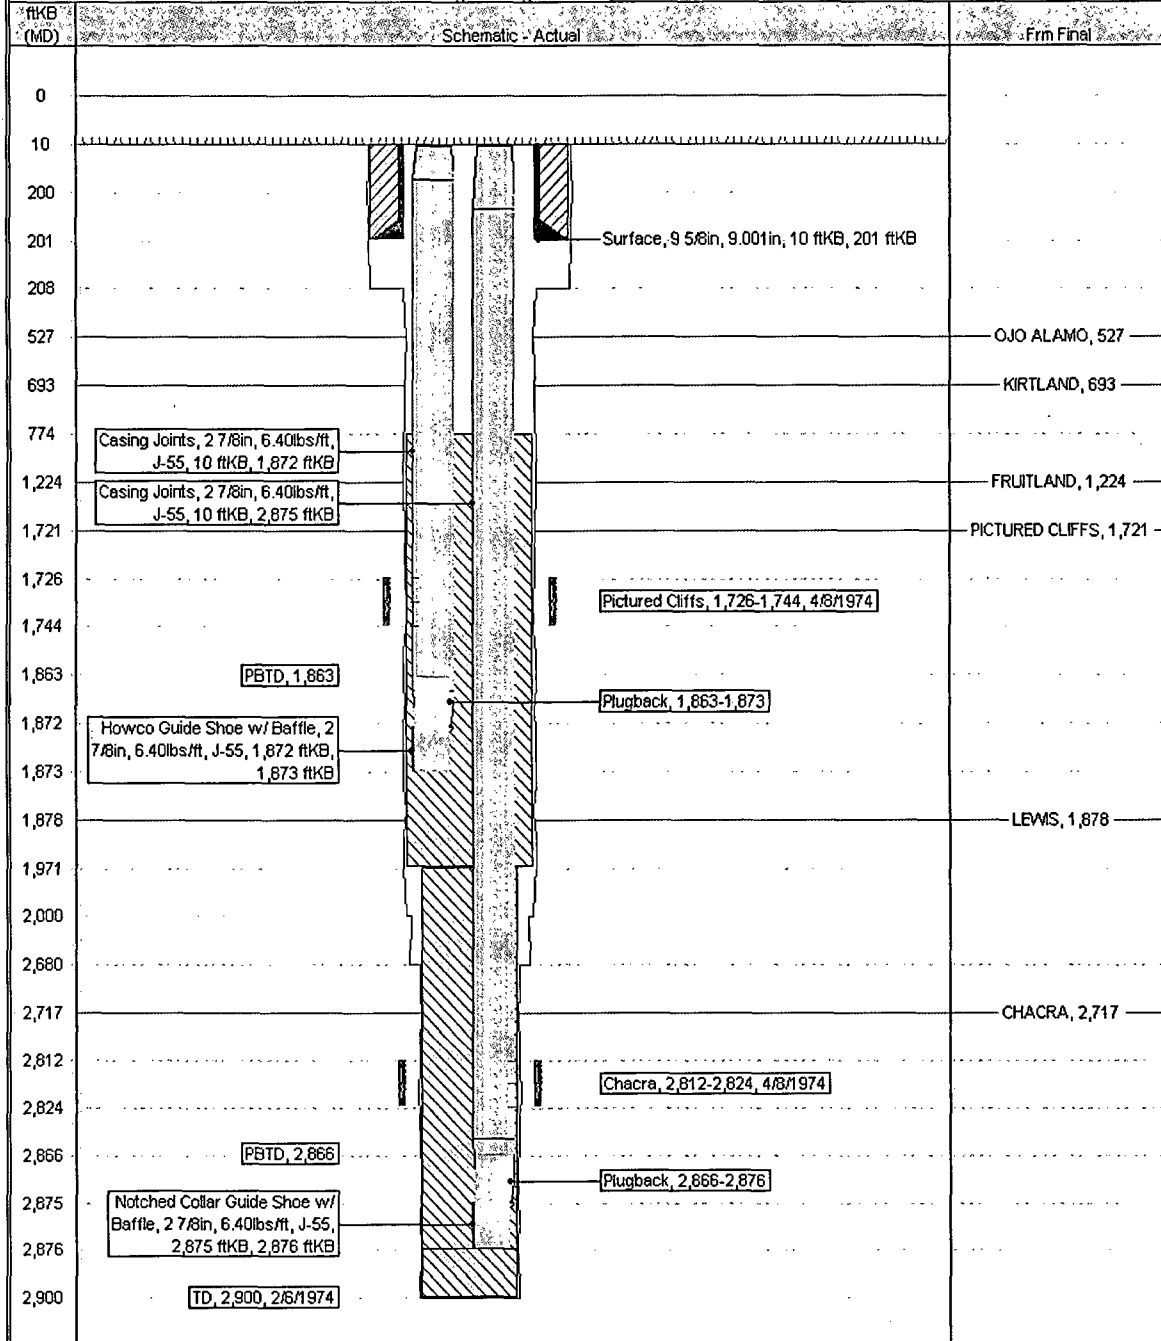 ftKB
(MD)
Schematic - Actual
Frm Final
0
10
200
201
Surface, 9 5/8in, 9.001in, 10 ftKB, 201 ftKB
208
527
OJO ALAMO, 527
693
KIRTLAND, 693
774
Casing Joints, 2 7/8in, 6.40lbs/ft,
J-55, 10 ftKB, 1,872 ftKB
1,224
FRUITLAND, 1,224
Casing Joints, 2 7/8in, 6.40lbs/ft,
J-55, 10 ftKB, 2,875 ftKB
1,721
PICTURED CLIFFS, 1,721
1,726
Pictured Cliffs, 1,726-1,744, 4/8/1974
1,744
1,863
PBTD, 1,863
Plugback, 1,863-1,873
1,872
Howco Guide Shoe w/ Baffle, 2
7/8in, 6.40lbs/ft, J-55, 1,872 ftKB,
1,873 ftKB
1,873
1,878
LEWIS, 1,878
1,971
2,000
2,680
2,717
CHACRA, 2,717
2,812
Chacra, 2,812-2,824, 4/8/1974
2,824
2,866
PBTD, 2,866
Plugback, 2,866-2,876
2,875
Notched Collar Guide Shoe w/
Baffle, 2 7/8in, 6.40lbs/ft, J-55,
2,875 ftKB, 2,876 ftKB
2,876
2,900
TD, 2,900, 2/6/1974